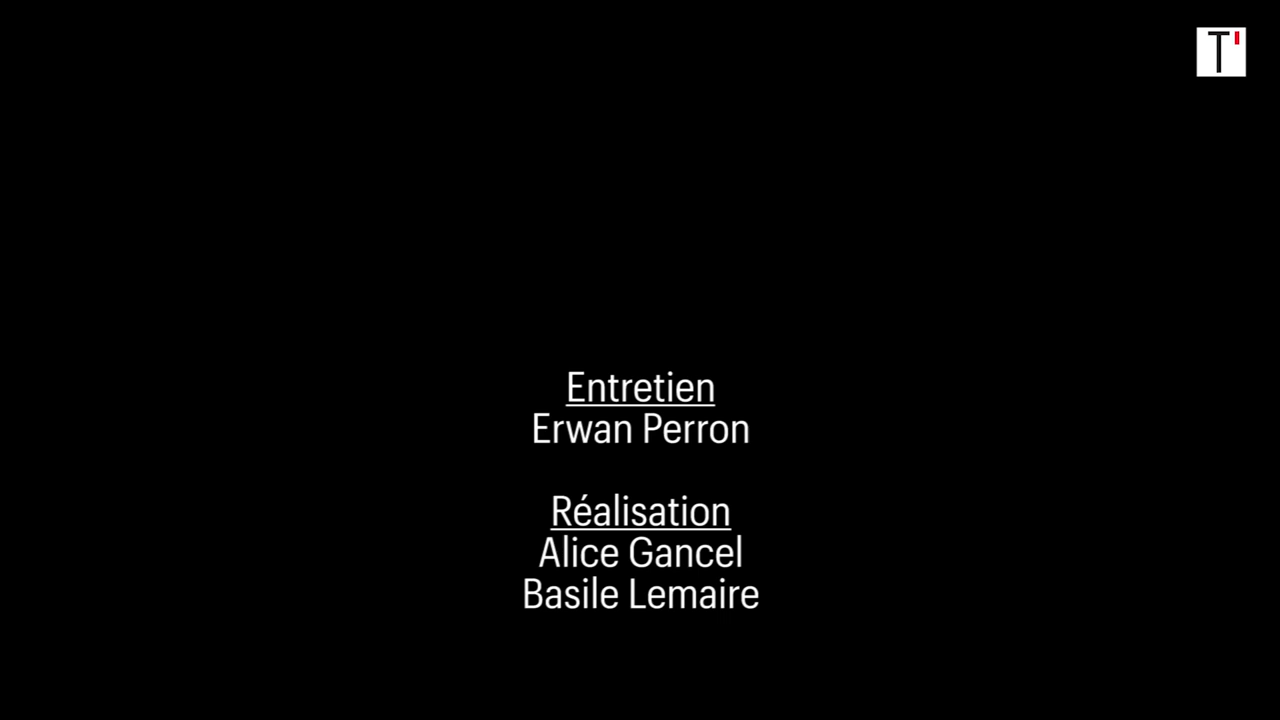 T'
Entretien
Erwan Perron
Réalisation
Alice Gancel
Basile Lemaire